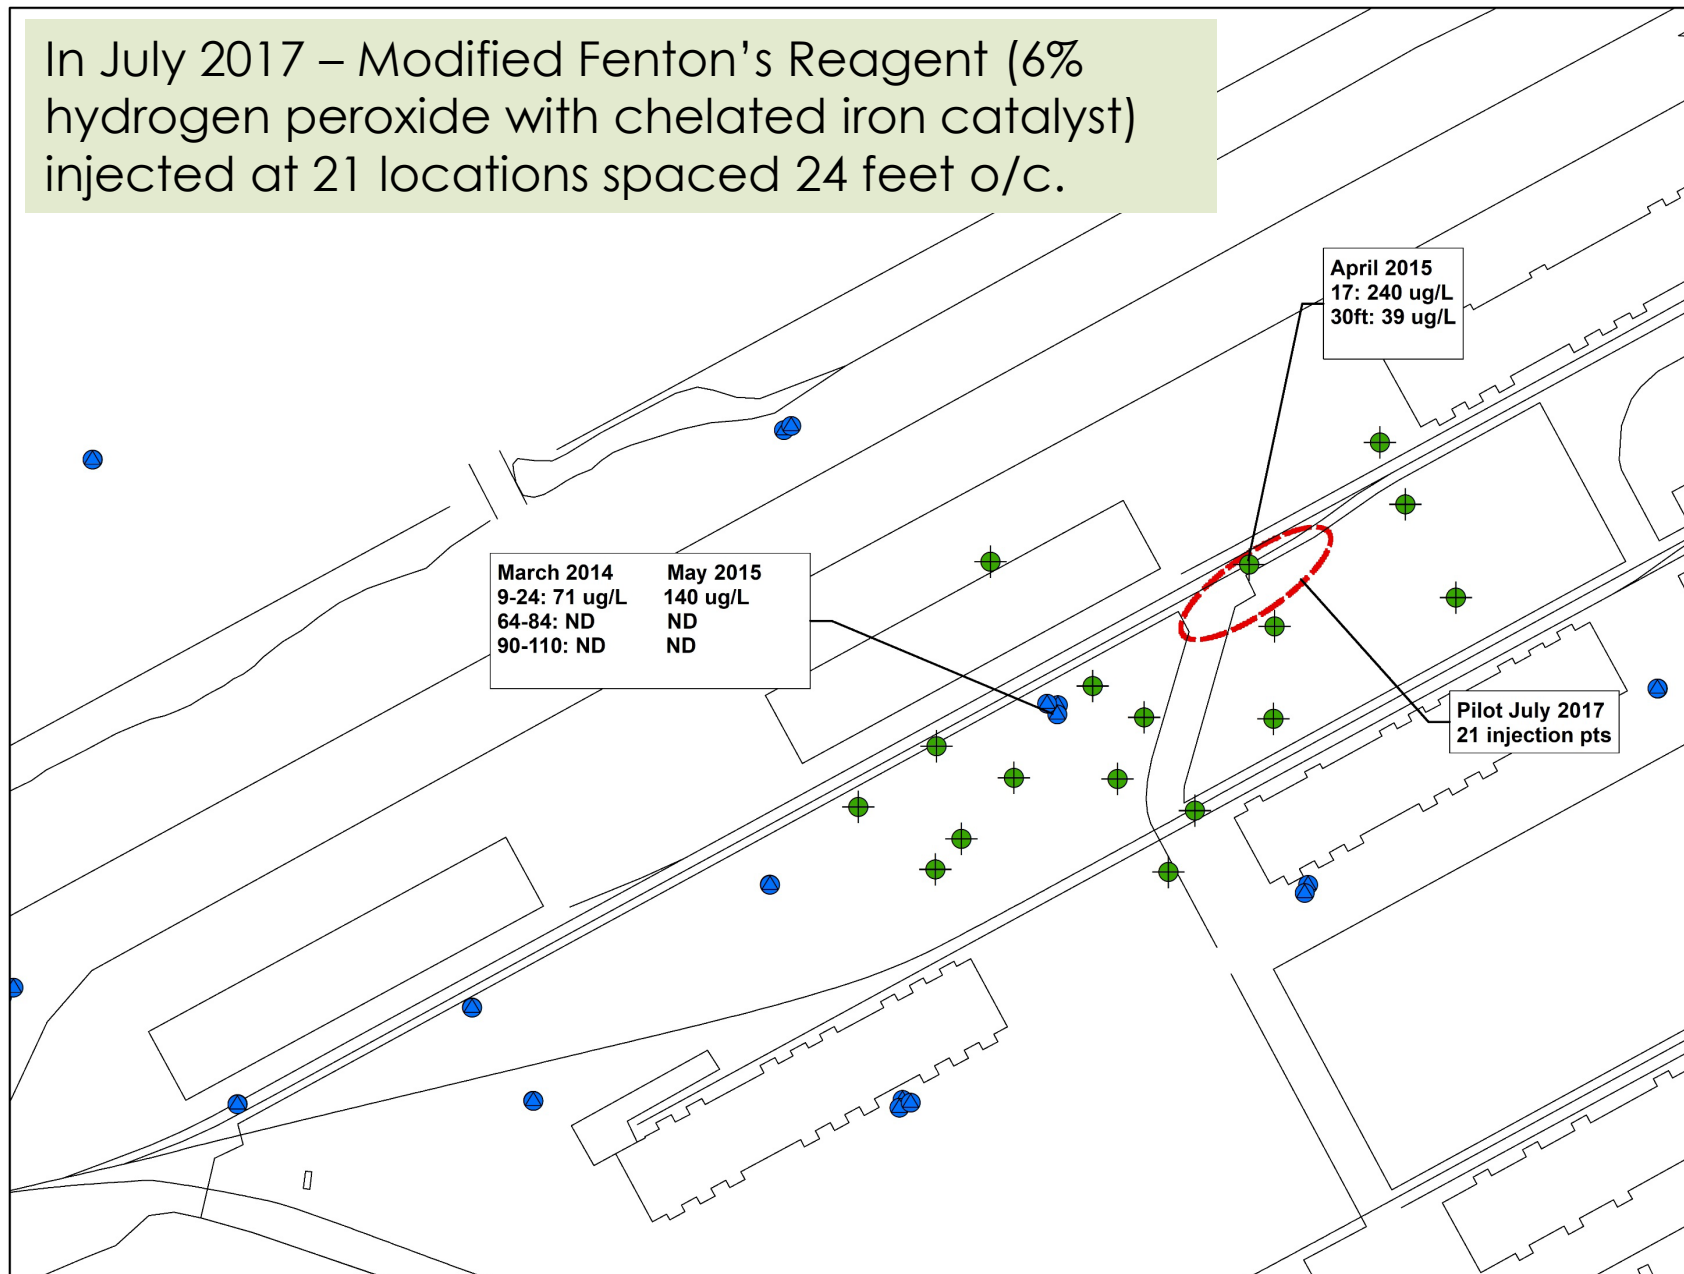 In July 2017 – Modified Fenton's Reagent (6%
hydrogen peroxide with chelated iron catalyst)
injected at 21 locations spaced 24 feet o/c.
April 2015
17: 240 ug/L
30ft: 39 ug/L
March 2014 May 2015
9-24: 71 ug/L 140 ug/L
64-84: ND ND
90-110: ND ND
Pilot July 2017
21 injection pts